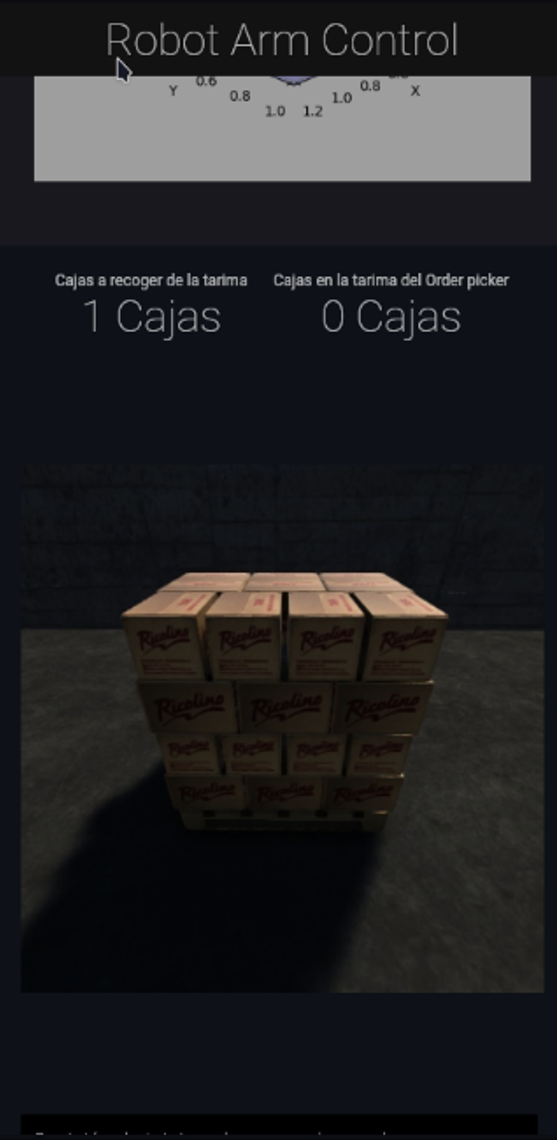 Robot Arm Control
Y 0.6 0.8 1.0 1.2 1.0 0.8 X
Cajas a recoger de la tarima
1 Cajas
Cajas en la tarima del Order picker
0 Cajas
Ricolino Ricolino Ricolino Ricolino
Ricolino Ricolino Ricolino
Ricolino Ricolino Ricolino Ricolino
Ricolino Ricolino Ricolino